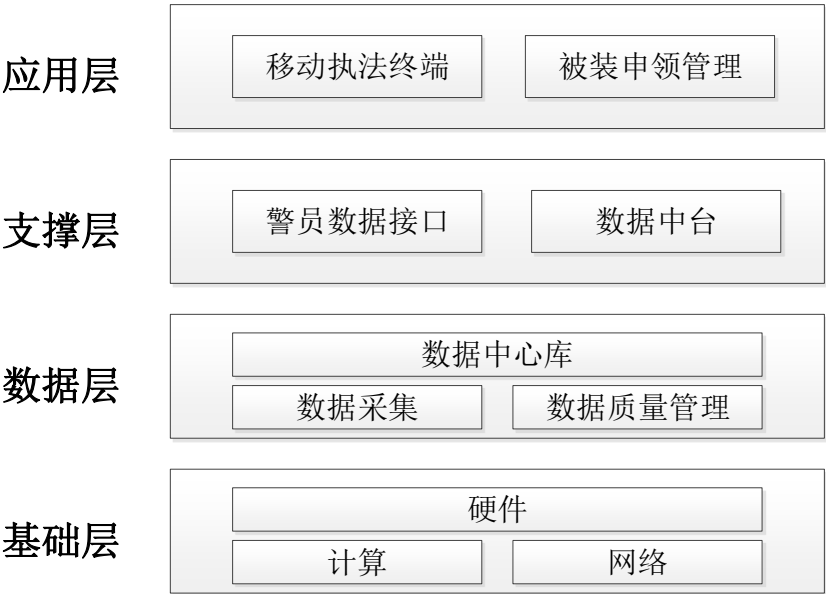 应用层
移动执法终端
被装申领管理
支撑层
警员数据接口
数据中台
数据层
数据中心库
数据采集
数据质量管理
基础层
硬件
计算
网络